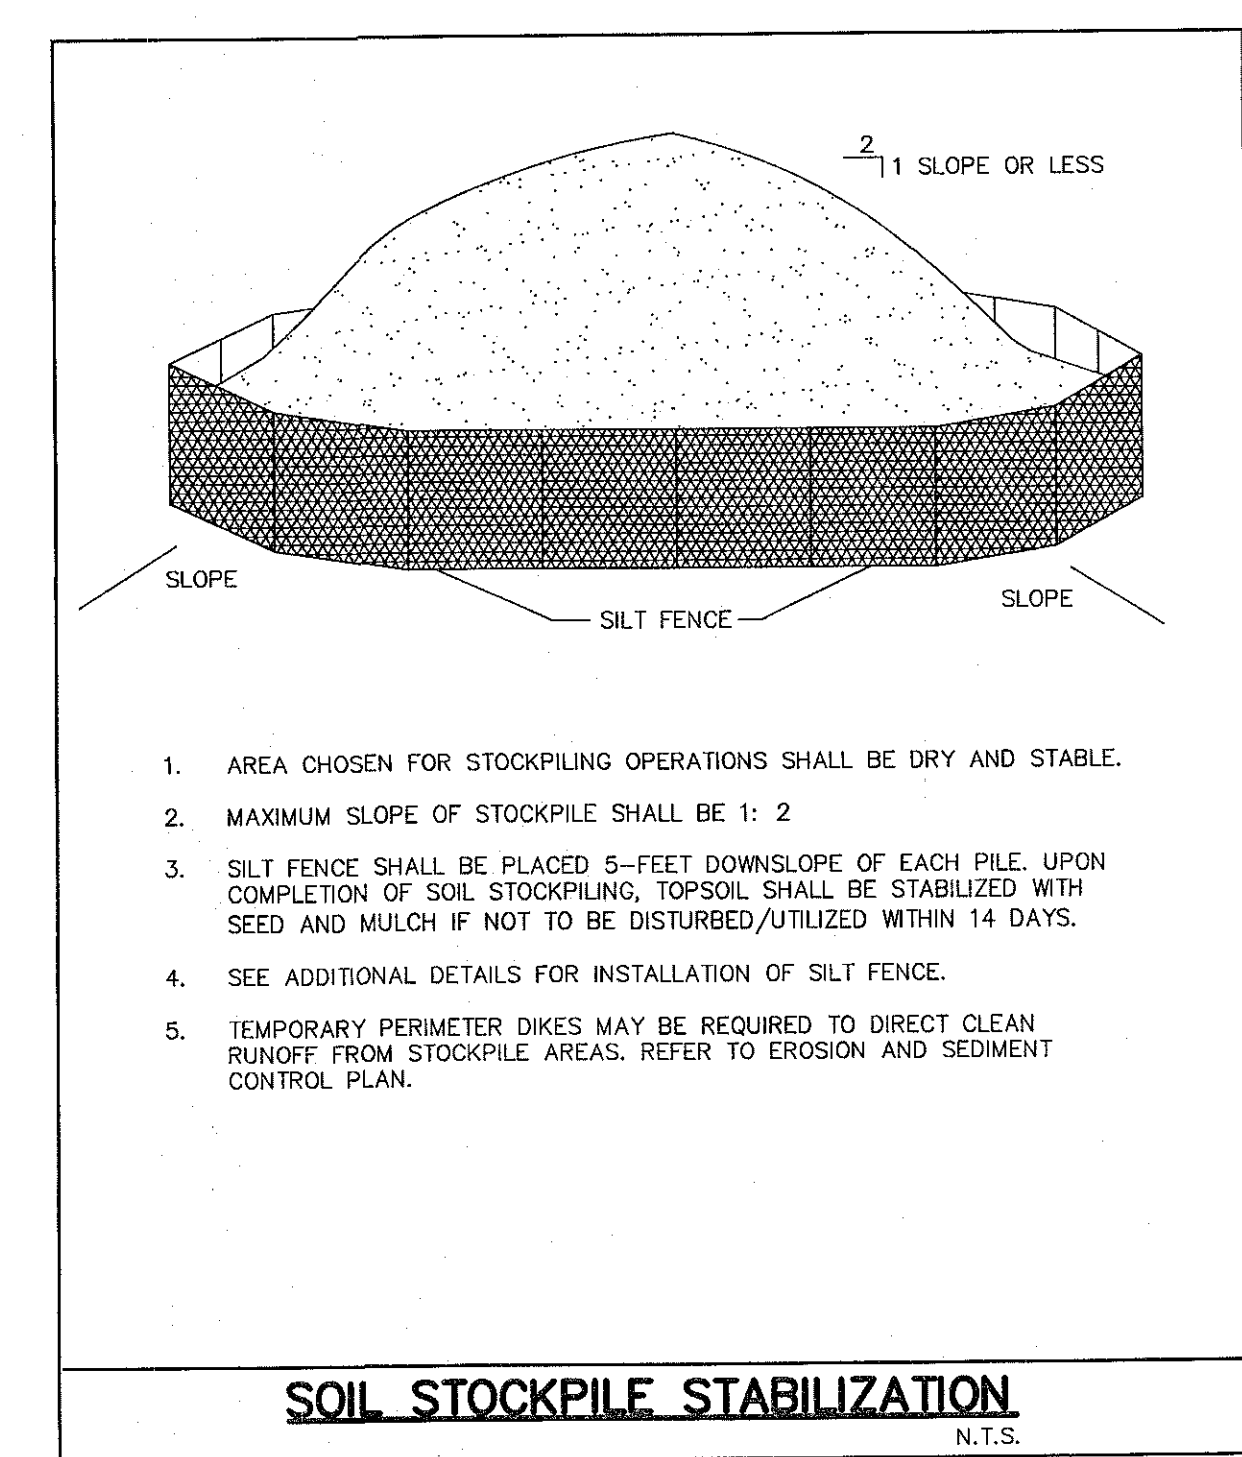 2
1 SLOPE OR LESS
SLOPE
SLOPE
SILT FENCE
1. AREA CHOSEN FOR STOCKPILING OPERATIONS SHALL BE DRY AND STABLE.
2. MAXIMUM SLOPE OF STOCKPILE SHALL BE 1: 2
3. SILT FENCE SHALL BE PLACED 5-FEET DOWNSLOPE OF EACH PILE. UPON
COMPLETION OF SOIL STOCKPILING, TOPSOIL SHALL BE STABILIZED WITH
SEED AND MULCH IF NOT TO BE DISTURBED/UTILIZED WITHIN 14 DAYS.
4. SEE ADDITIONAL DETAILS FOR INSTALLATION OF SILT FENCE.
5. TEMPORARY PERIMETER DIKES MAY BE REQUIRED TO DIRECT CLEAN
RUNOFF FROM STOCKPILE AREAS. REFER TO EROSION AND SEDIMENT
CONTROL PLAN.
SOIL STOCKPILE STABILIZATION
N.T.S.